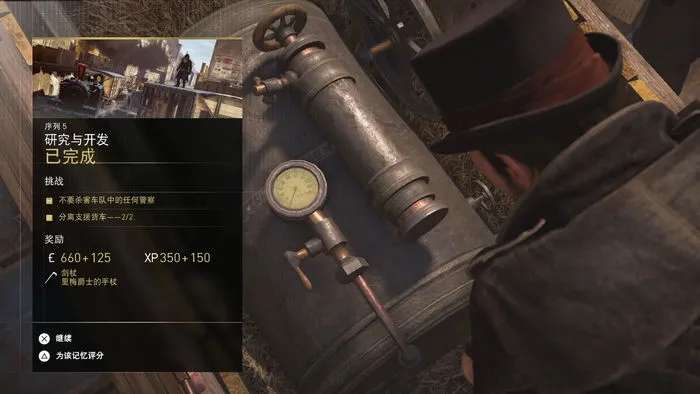 序列 5
研究与开发
已完成
挑战
不要杀害车队中的任何警察
分离支援货车——2/2
奖励
£ 660+125 XP350+150
剑杖
里梅爵士的手杖
继续
为该记忆评分